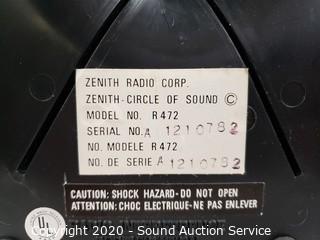 ZENITH RADIO CORP.
ZENITH-CIRCLE OF SOUND ©
MODEL NO. R472
SERIAL NO. A 1210782
NO. MODELE R472
NO. DE SERIE A 1210782
CAUTION: SHOCK HAZARD-DO NOT OPEN
ATTENTION: CHOC ELECTRIQUE-NE PAS ENLEVER
UL
Copyright 2020 - Sound Auction Service